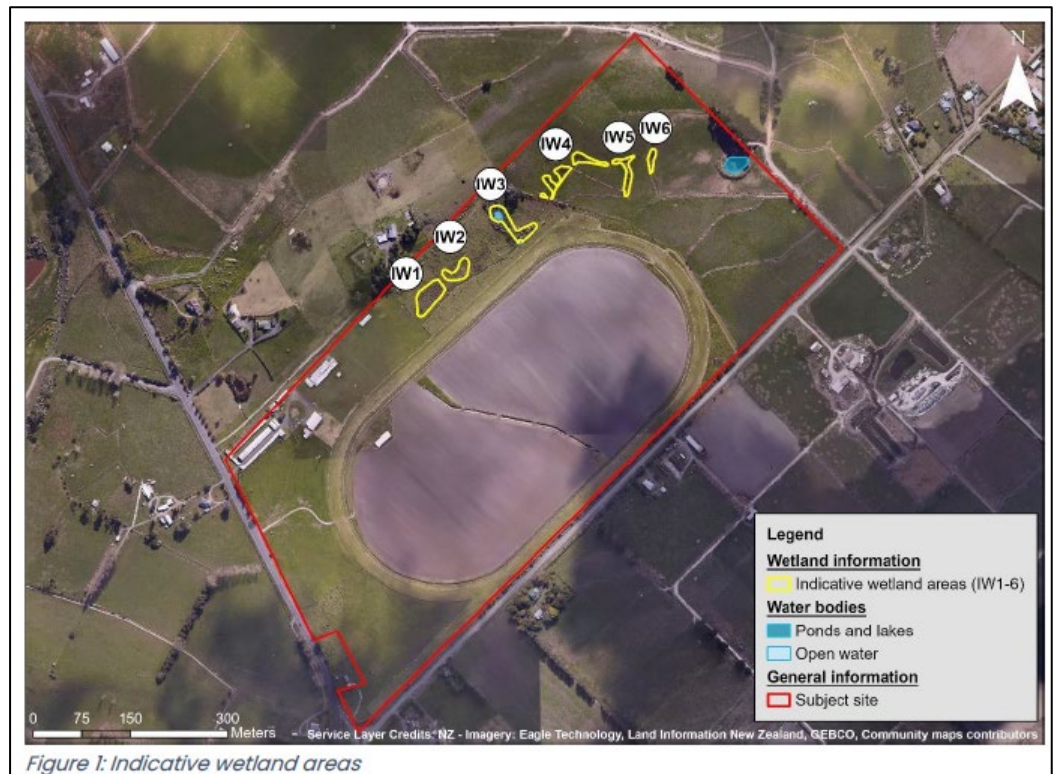 N
IW6
IW5
IW4
IW3
IW2
IW1
Legend
Wetland information
Indicative wetland areas (IW1-6)
Water bodies
Ponds and lakes
Open water
General information
Subject site
0 75 150 300
Meters
Service Layer Credits: NZ - Imagery: Eagle Technology, Land Information New Zealand, GEBCO, Community maps contributors
Figure 1: Indicative wetland areas